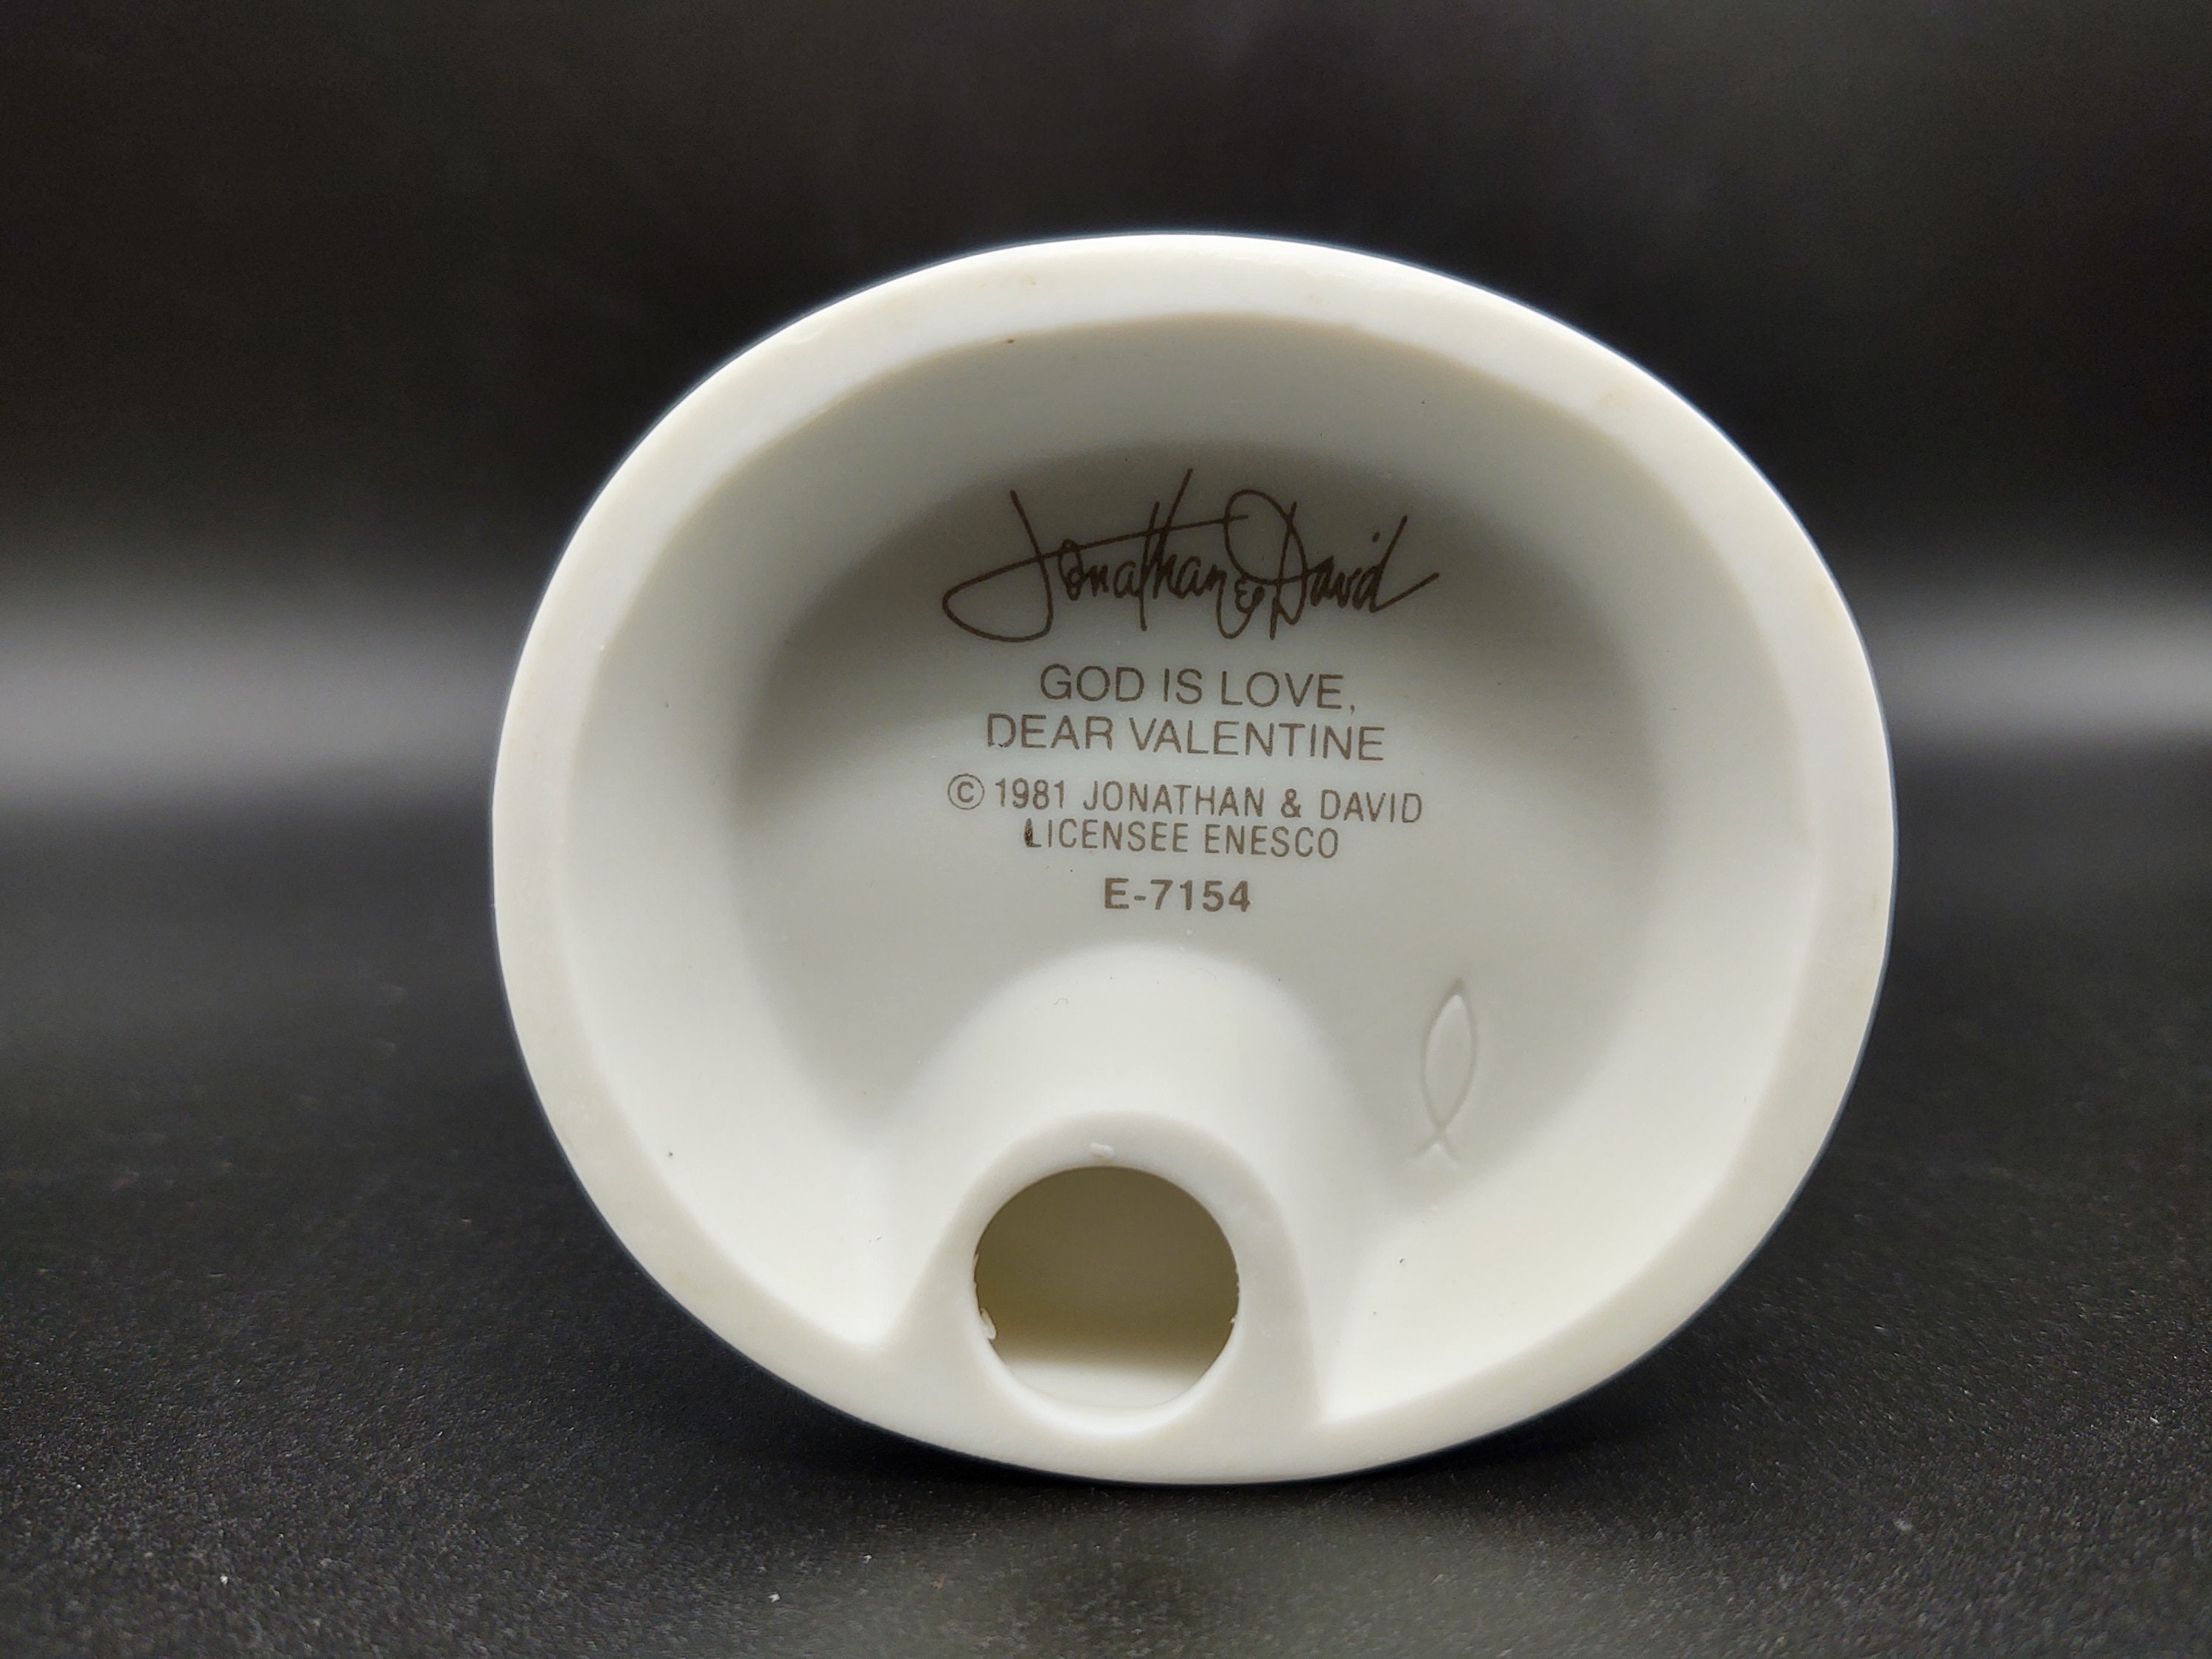 Jonathan & David
GOD IS LOVE,
DEAR VALENTINE
© 1981 JONATHAN & DAVID
LICENSEE ENESCO
E-7154